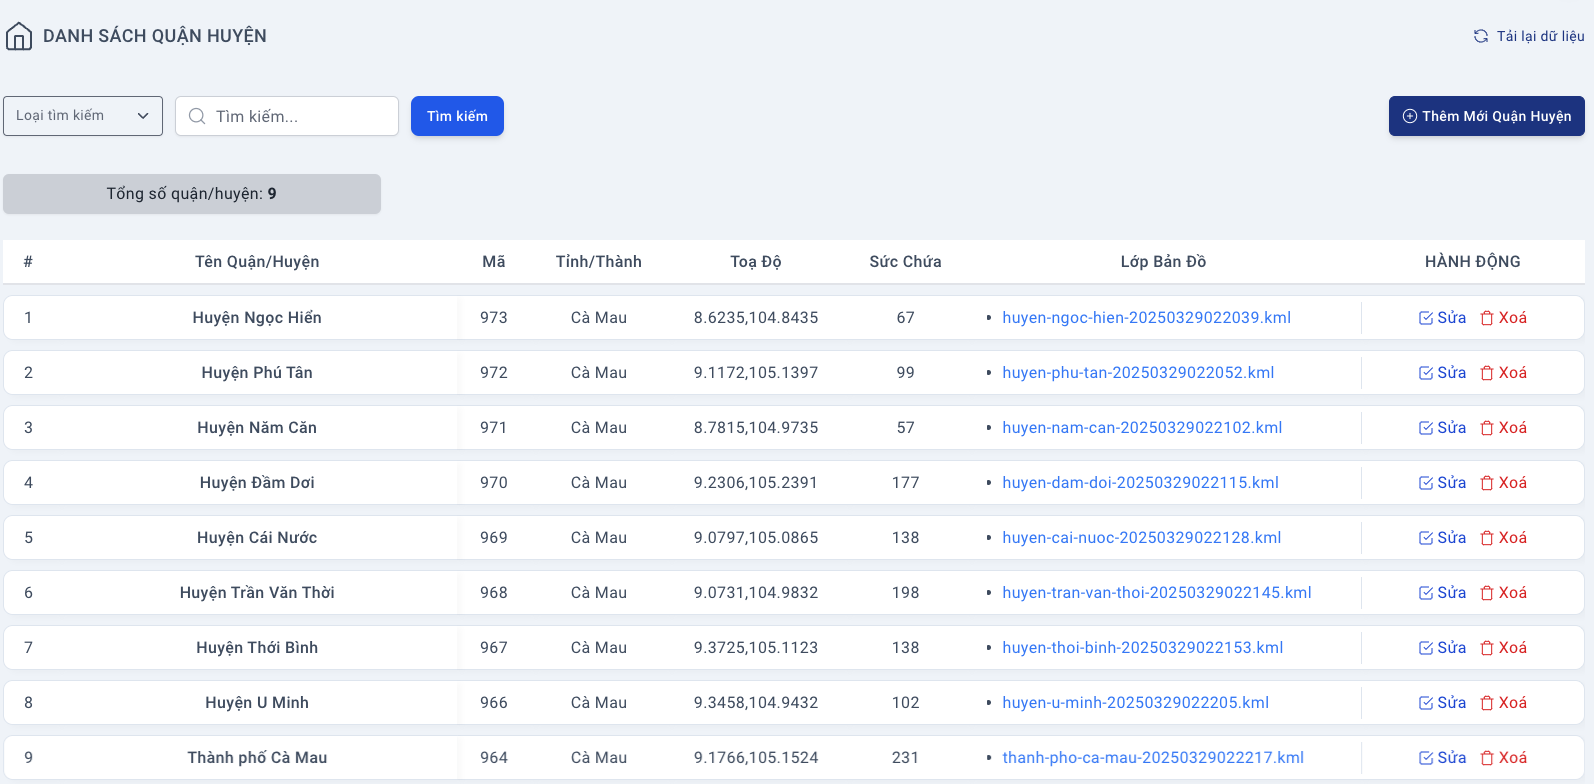 DANH SÁCH QUẬN HUYỆN
Tải lại dữ liệu
Loại tìm kiếm
Tìm kiếm...
Tìm kiếm
Thêm Mới Quận Huyện
Tổng số quận/huyện: 9
# Tên Quận/Huyện Mã Tỉnh/Thành Toạ Độ Sức Chứa Lớp Bản Đồ HÀNH ĐỘNG
1 Huyện Ngọc Hiển 973 Cà Mau 8.6235,104.8435 67 • huyen-ngoc-hien-20250329022039.kml Sửa Xoá
2 Huyện Phú Tân 972 Cà Mau 9.1172,105.1397 99 • huyen-phu-tan-20250329022052.kml Sửa Xoá
3 Huyện Năm Căn 971 Cà Mau 8.7815,104.9735 57 • huyen-nam-can-20250329022102.kml Sửa Xoá
4 Huyện Đầm Dơi 970 Cà Mau 9.2306,105.2391 177 • huyen-dam-doi-20250329022115.kml Sửa Xoá
5 Huyện Cái Nước 969 Cà Mau 9.0797,105.0865 138 • huyen-cai-nuoc-20250329022128.kml Sửa Xoá
6 Huyện Trần Văn Thời 968 Cà Mau 9.0731,104.9832 198 • huyen-tran-van-thoi-20250329022145.kml Sửa Xoá
7 Huyện Thới Bình 967 Cà Mau 9.3725,105.1123 138 • huyen-thoi-binh-20250329022153.kml Sửa Xoá
8 Huyện U Minh 966 Cà Mau 9.3458,104.9432 102 • huyen-u-minh-20250329022205.kml Sửa Xoá
9 Thành phố Cà Mau 964 Cà Mau 9.1766,105.1524 231 • thanh-pho-ca-mau-20250329022217.kml Sửa Xoá